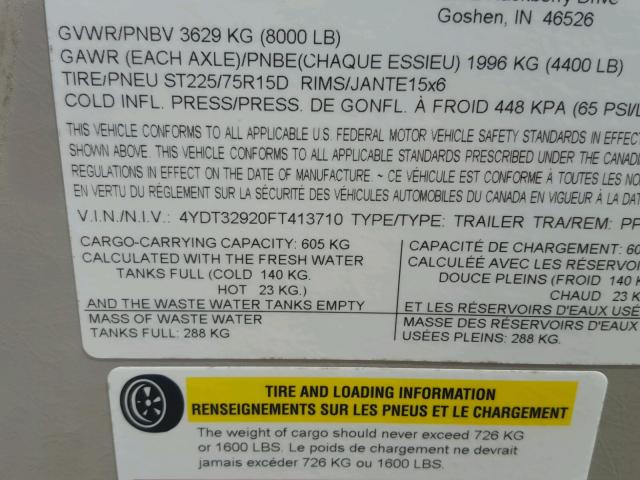 Drive
Goshen, IN 46526
GVWR/PNBV 3629 KG (8000 LB)
GAWR (EACH AXLE)/PNBE(CHAQUE ESSIEU) 1996 KG (4400 LB)
TIRE/PNEU ST225/75R15D RIMS/JANTE15x6
COLD INFL. PRESS/PRESS. DE GONFL. À FROID 448 KPA (65 PSI/L
THIS VEHICLE CONFORMS TO ALL APPLICABLE U.S. FEDERAL MOTOR VEHICLE SAFETY STANDARDS IN EFFECT
SHOWN ABOVE. THIS VEHICLE CONFORMS TO ALL APPLICABLE STANDARDS PRESCRIBED UNDER THE CANADI
REGULATIONS IN EFFECT ON THE DATE OF MANUFACTURE. ~ CE VÉHICULE EST CONFORME À TOUTES LES NO
EN VERTU DU RÉGLEMENT SUR LA SÉCURITÉ DES VÉHICULES AUTOMOBILES DU CANADA EN VIGUEUR À LA DAT
V.I.N./N.I.V.: 4YDT32920FT413710 TYPE/TYPE: TRAILER TRA/REM: PP
CARGO-CARRYING CAPACITY: 605 KG
CALCULATED WITH THE FRESH WATER
TANKS FULL (COLD 140 KG.
HOT 23 KG.)
AND THE WASTE WATER TANKS EMPTY
MASS OF WASTE WATER
TANKS FULL: 288 KG
CAPACITÉ DE CHARGEMENT: 60
CALCULÉE AVEC LES RÉSERVOI
DOUCE PLEINS (FROID 140 K
CHAUD 23 K
ET LES RÉSERVOIRS D'EAUX USÉE
MASSE DES RÉSERVOIRS D'EAUX
USÉES PLEINS: 288 KG.
TIRE AND LOADING INFORMATION
RENSEIGNEMENTS SUR LES PNEUS ET LE CHARGEMENT
The weight of cargo should never exceed 726 KG
or 1600 LBS. Le poids de chargement ne devrait
jamais excéder 726 KG ou 1600 LBS.